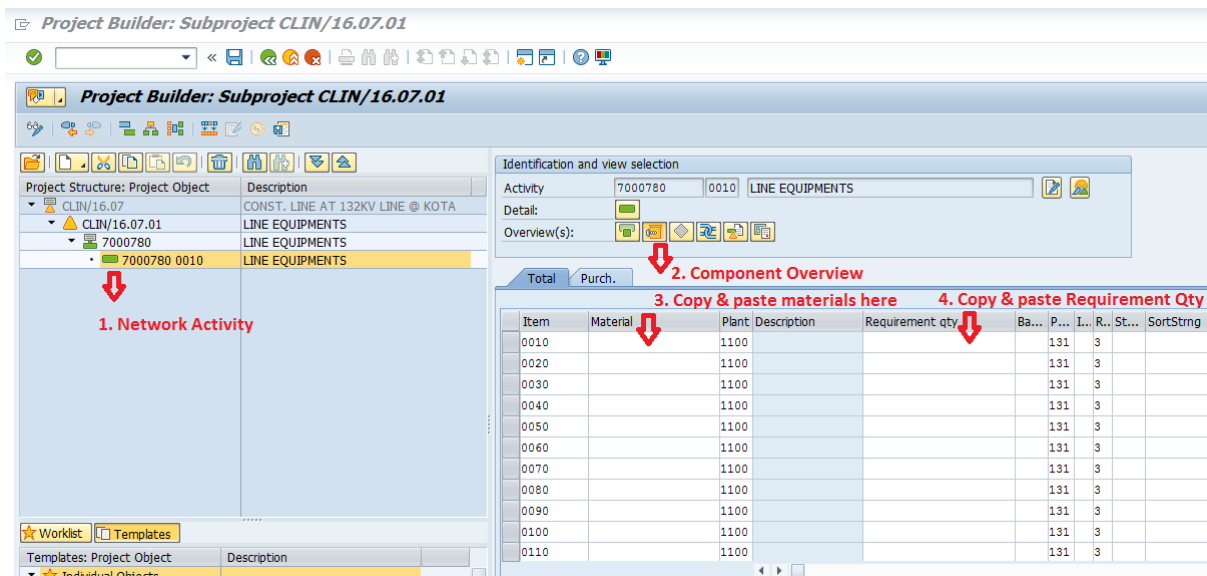 Project Builder: Subproject CLIN/16.07.01
Project Builder: Subproject CLIN/16.07.01
Project Structure: Project Object Description
CLIN/16.07 CONST. LINE AT 132KV LINE @ KOTA
CLIN/16.07.01 LINE EQUIPMENTS
7000780 LINE EQUIPMENTS
7000780 0010 LINE EQUIPMENTS
1. Network Activity
Identification and view selection
Activity 7000780 0010 LINE EQUIPMENTS
Detail:
Overview(s):
2. Component Overview
Total Purch.
3. Copy & paste materials here 4. Copy & paste Requirement Qty
Item Material Plant Description Requirement qty Ba... P... I... R.. St... SortStrng
0010 1100 131 3
0020 1100 131 3
0030 1100 131 3
0040 1100 131 3
0050 1100 131 3
0060 1100 131 3
0070 1100 131 3
0080 1100 131 3
0090 1100 131 3
0100 1100 131 3
0110 1100 131 3
Worklist Templates
Templates: Project Object Description
Individual Objects